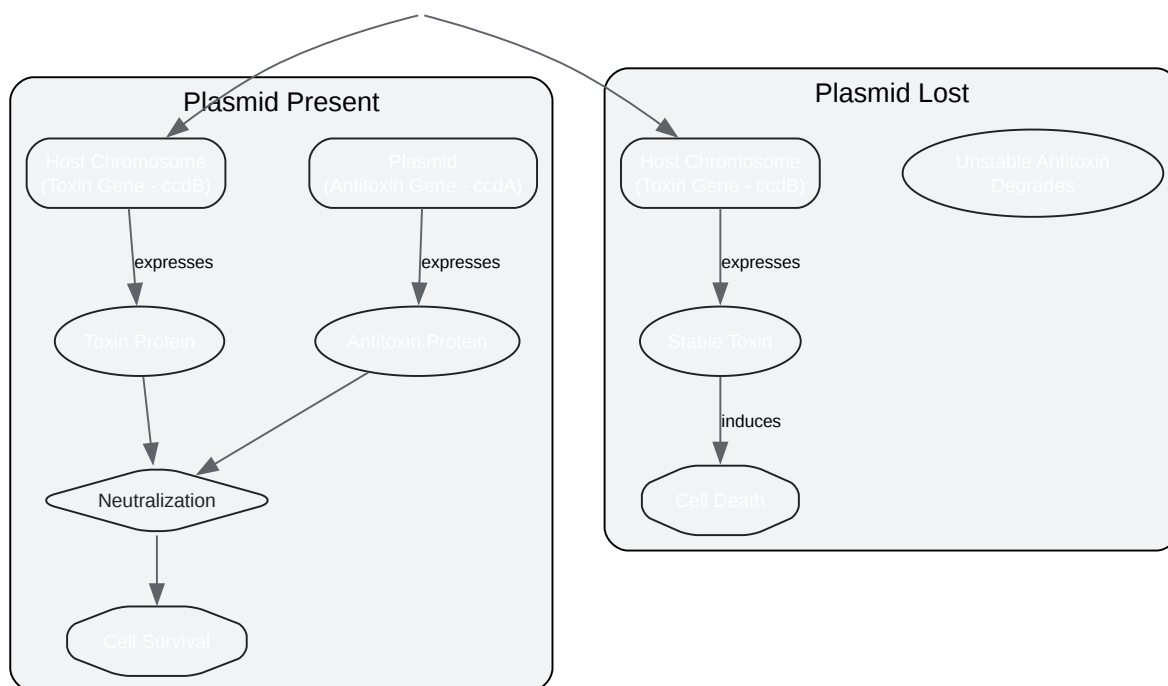 Plasmid Present
Plasmid Lost
Host Chromosome
(Toxin Gene - ccdB)
Plasmid
(Antitoxin Gene - ccdA)
Host Chromosome
(Toxin Gene - ccdB)
Unstable Antitoxin
Degrades
expresses
expresses
expresses
Toxin Protein
Antitoxin Protein
Stable Toxin
induces
Neutralization
Cell Death
Cell Survival